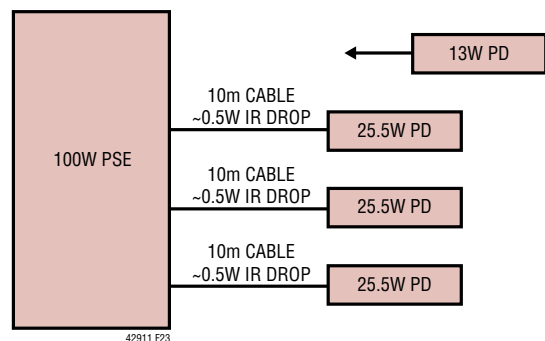 13W PD
10m CABLE
~0.5W IR DROP
25.5W PD
100W PSE
10m CABLE
~0.5W IR DROP
25.5W PD
10m CABLE
~0.5W IR DROP
25.5W PD
42911 F23